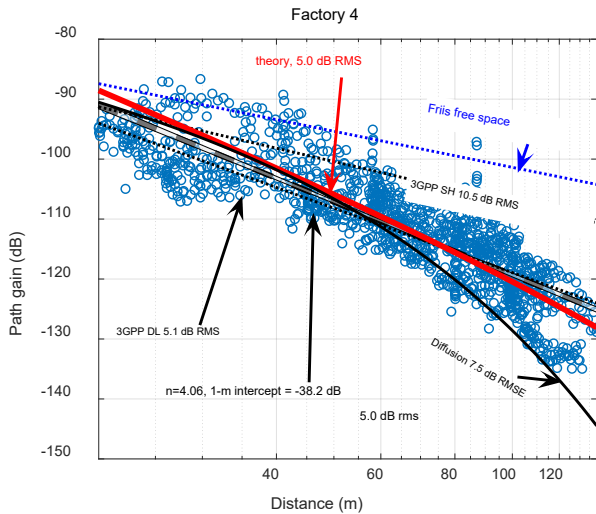 Factory 4
-80
-90
-100
-110
-120
-130
-140
-150
Path gain (dB)
theory, 5.0 dB RMS
Friis free space
3GPP SH 10.5 dB RMS
3GPP DL 5.1 dB RMS
n=4.06, 1-m intercept = -38.2 dB
5.0 dB rms
Diffusion 7.5 dB RMSE
40
60
80
100
120
Distance (m)